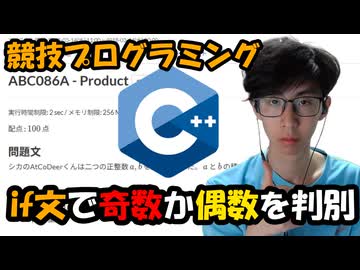 競技プログラミング
ABC086A - Product
実行時間制限: 2 sec / メモリ制限: 256 M
配点: 100 点
C++
問題文
シカのAtCoDeerくんは二つの正整数 a, b
if文で奇数か偶数を判別